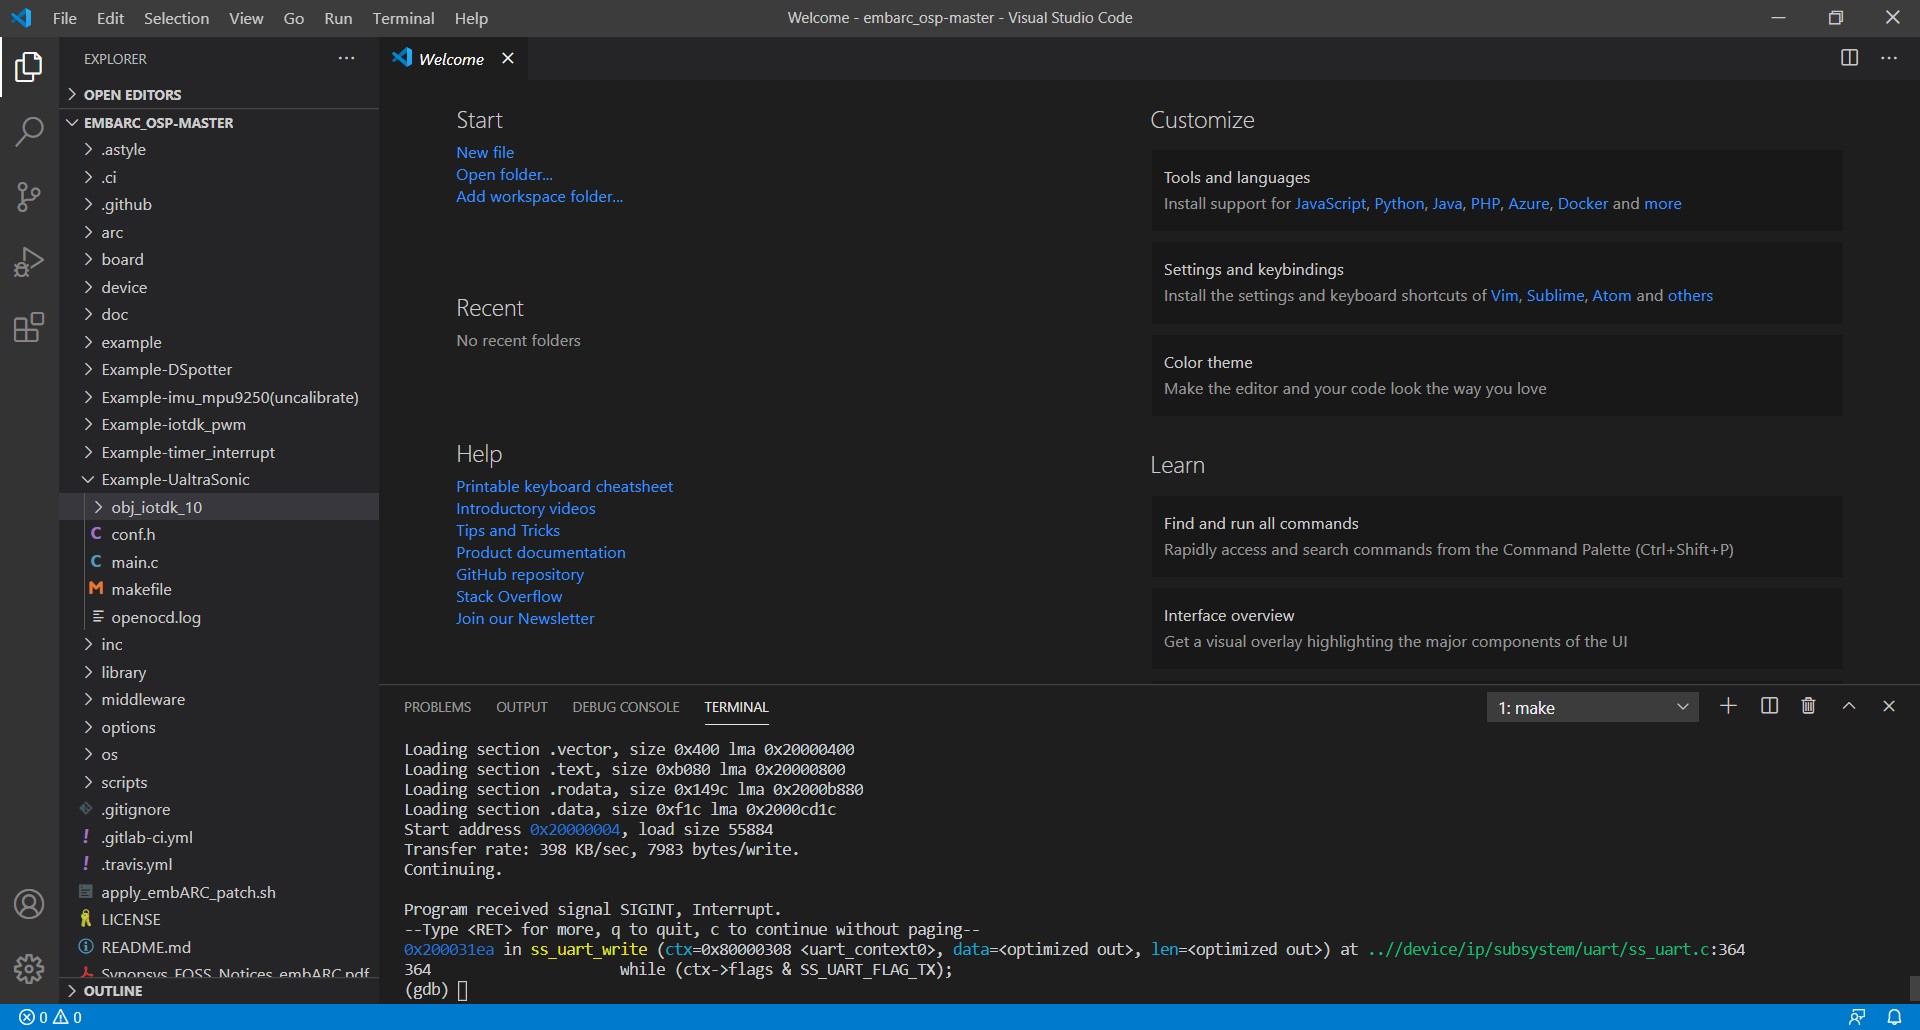 File Edit Selection View Go Run Terminal Help
Welcome - embarc_osp-master - Visual Studio Code
EXPLORER
OPEN EDITORS
EMBARC_OSP-MASTER
.astyle
.ci
.github
arc
board
device
doc
example
Example-DSpotter
Example-imu_mpu9250(uncalibrate)
Example-iotdk_pwm
Example-timer_interrupt
Example-UaltraSonic
obj_iotdk_10
conf.h
main.c
makefile
openocd.log
inc
library
middleware
options
os
scripts
.gitignore
.gitlab-ci.yml
.travis.yml
apply_embARC_patch.sh
LICENSE
README.md
Synopsys_FOSS_Notices_embARC.pdf
OUTLINE
Welcome
Start
New file
Open folder...
Add workspace folder...
Recent
No recent folders
Help
Printable keyboard cheatsheet
Introductory videos
Tips and Tricks
Product documentation
GitHub repository
Stack Overflow
Join our Newsletter
Customize
Tools and languages
Install support for JavaScript, Python, Java, PHP, Azure, Docker and more
Settings and keybindings
Install the settings and keyboard shortcuts of Vim, Sublime, Atom and others
Color theme
Make the editor and your code look the way you love
Learn
Find and run all commands
Rapidly access and search commands from the Command Palette (Ctrl+Shift+P)
Interface overview
Get a visual overlay highlighting the major components of the UI
PROBLEMS OUTPUT DEBUG CONSOLE TERMINAL
1: make
Loading section .vector, size 0x400 lma 0x20000400
Loading section .text, size 0xb080 lma 0x20000800
Loading section .rodata, size 0x149c lma 0x2000b880
Loading section .data, size 0xf1c lma 0x2000cd1c
Start address 0x20000004, load size 55884
Transfer rate: 398 KB/sec, 7983 bytes/write.
Continuing.
Program received signal SIGINT, Interrupt.
--Type <RET> for more, q to quit, c to continue without paging--
0x200031ea in ss_uart_write (ctx=0x80000308 <uart_context0>, data=<optimized out>, len=<optimized out>) at ..//device/ip/subsystem/uart/ss_uart.c:364
364 while (ctx->flags & SS_UART_FLAG_TX);
(gdb)
0 0